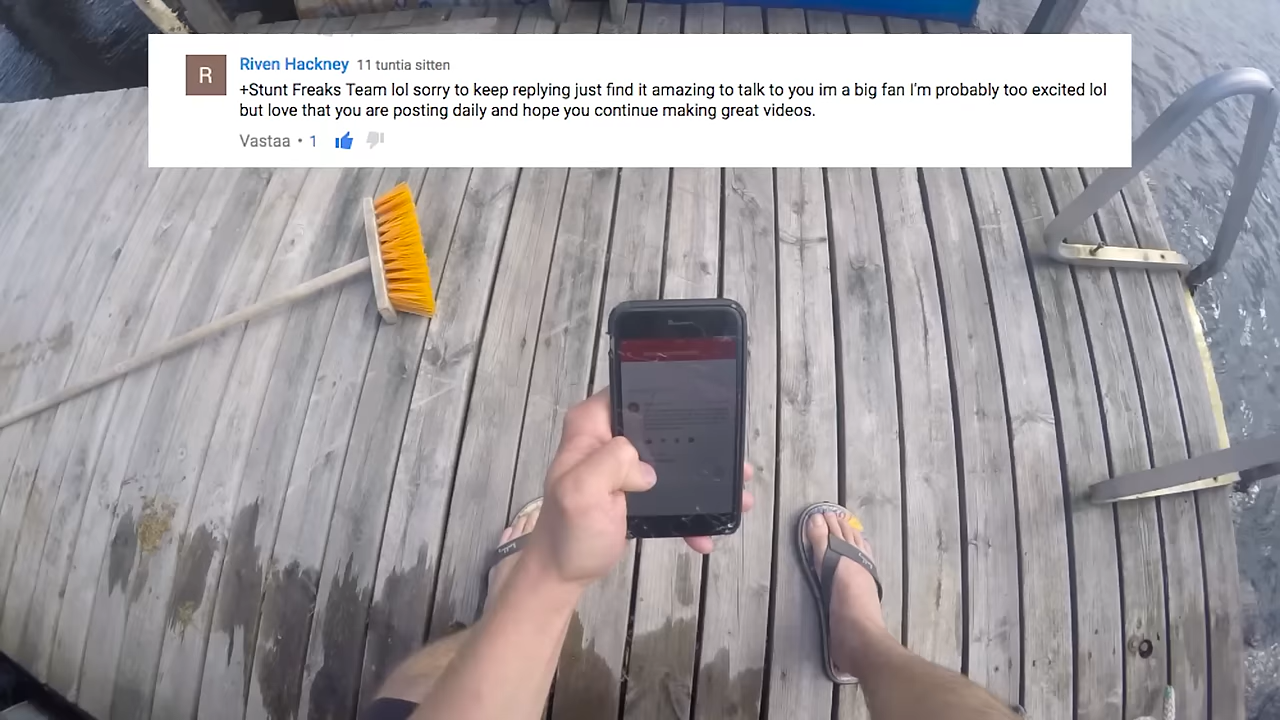 R
Riven Hackney 11 tuntia sitten
+Stunt Freaks Team lol sorry to keep replying just find it amazing to talk to you im a big fan I'm probably too excited lol
but love that you are posting daily and hope you continue making great videos.
Vastaa • 1